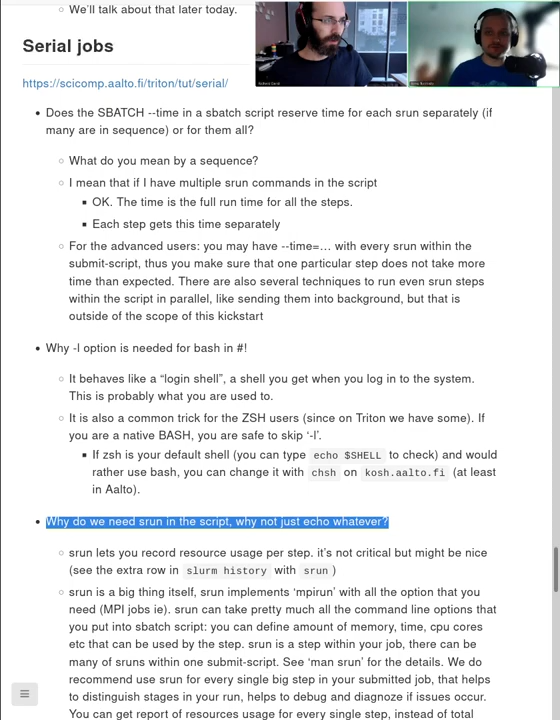 We'll talk about that later today.
Serial jobs
https://scicomp.aalto.fi/triton/tut/serial/
Does the SBATCH --time in a sbatch script reserve time for each srun separately (if
many are in sequence) or for them all?
What do you mean by a sequence?
I mean that if I have multiple srun commands in the script
OK. The time is the full run time for all the steps.
Each step gets this time separately
For the advanced users: you may have --time=… with every srun within the
submit-script, thus you make sure that one particular step does not take more
time than expected. There are also several techniques to run even srun steps
within the script in parallel, like sending them into background, but that is
outside of the scope of this kickstart
Why -l option is needed for bash in #!
It behaves like a “login shell”, a shell you get when you log in to the system.
This is probably what you are used to.
It is also a common trick for the ZSH users (since on Triton we have some). If
you are a native BASH, you are safe to skip ‘-l’.
If zsh is your default shell (you can type echo $SHELL to check) and would
rather use bash, you can change it with chsh on kosh.aalto.fi (at least
in Aalto).
Why do we need srun in the script, why not just echo whatever?
srun lets you record resource usage per step. it’s not critical but might be nice
(see the extra row in slurm history with srun )
srun is a big thing itself, srun implements ‘mpirun’ with all the option that you
need (MPI jobs ie). srun can take pretty much all the command line options that
you put into sbatch script: you can define amount of memory, time, cpu cores
etc that can be used by the step. srun is a step within your job, there can be
many of sruns within one submit-script. See ‘man srun’ for the details. We do
recommend use srun for every single big step in your submitted job, that helps
to distinguish stages in your run, helps to debug and diagnoze if issues occur.
You can get report of resources usage for every single step, instead of total